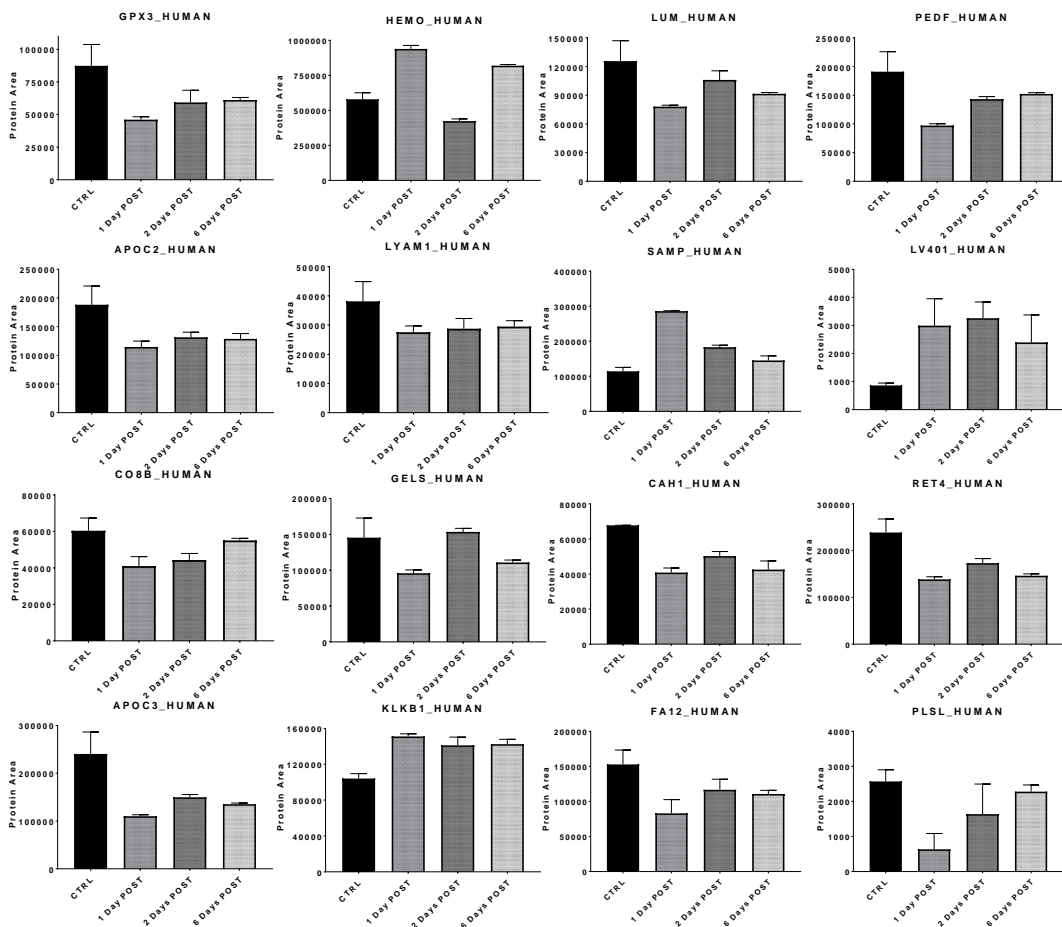 GPX3_HUMAN
Protein Area
100000
75000
50000
25000
0
CTRL
1 Day POST
2 Days POST
6 Days POST
HEMO_HUMAN
Protein Area
1000000
750000
500000
250000
0
CTRL
1 Day POST
2 Days POST
6 Days POST
LUM_HUMAN
Protein Area
150000
120000
90000
60000
30000
0
CTRL
1 Day POST
2 Days POST
6 Days POST
PEDF_HUMAN
Protein Area
250000
200000
150000
100000
50000
0
CTRL
1 Day POST
2 Days POST
6 Days POST
APOC2_HUMAN
Protein Area
250000
200000
150000
100000
50000
0
CTRL
1 Day POST
2 Days POST
6 Days POST
LYAM1_HUMAN
Protein Area
50000
40000
30000
20000
10000
0
CTRL
1 Day POST
2 Days POST
6 Days POST
SAMP_HUMAN
Protein Area
400000
300000
200000
100000
0
CTRL
1 Day POST
2 Days POST
6 Days POST
LV401_HUMAN
Protein Area
5000
4000
3000
2000
1000
0
CTRL
1 Day POST
2 Days POST
6 Days POST
CO8B_HUMAN
Protein Area
80000
60000
40000
20000
0
CTRL
1 Day POST
2 Days POST
6 Days POST
GELS_HUMAN
Protein Area
200000
150000
100000
50000
0
CTRL
1 Day POST
2 Days POST
6 Days POST
CAH1_HUMAN
Protein Area
80000
60000
40000
20000
0
CTRL
1 Day POST
2 Days POST
6 Days POST
RET4_HUMAN
Protein Area
300000
200000
100000
0
CTRL
1 Day POST
2 Days POST
6 Days POST
APOC3_HUMAN
Protein Area
300000
200000
100000
0
CTRL
1 Day POST
2 Days POST
6 Days POST
KLKB1_HUMAN
Protein Area
160000
120000
80000
40000
0
CTRL
1 Day POST
2 Days POST
6 Days POST
FA12_HUMAN
Protein Area
200000
150000
100000
50000
0
CTRL
1 Day POST
2 Days POST
6 Days POST
PLSL_HUMAN
Protein Area
4000
3000
2000
1000
0
CTRL
1 Day POST
2 Days POST
6 Days POST